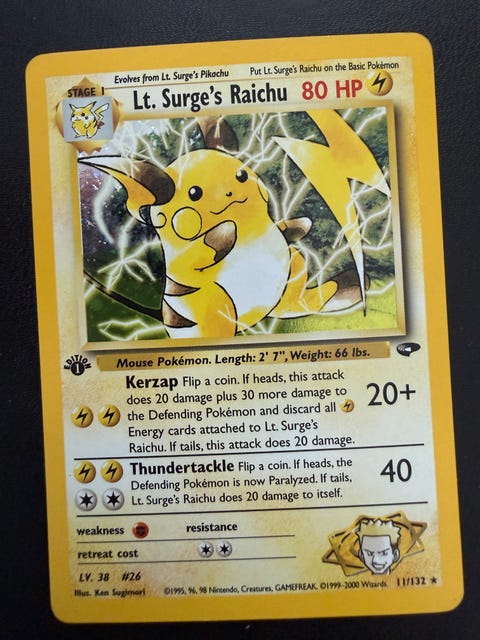 Evolves from Lt. Surge's Pikachu Put Lt. Surge's Raichu on the Basic Pokémon
STAGE 1
Lt. Surge's Raichu 80 HP
EDITION
1
Mouse Pokémon. Length: 2' 7", Weight: 66 lbs.
Kerzap Flip a coin. If heads, this attack
does 20 damage plus 30 more damage to
the Defending Pokémon and discard all
Energy cards attached to Lt. Surge's
Raichu. If tails, this attack does 20 damage.
20+
Thundertackle Flip a coin. If heads, the
Defending Pokémon is now Paralyzed. If tails,
Lt. Surge's Raichu does 20 damage to itself.
40
weakness resistance
retreat cost
LV. 38 #26
Illus. Ken Sugimori ©1995, 96, 98 Nintendo, Creatures, GAMEFREAK. ©1999-2000 Wizards. 11/132 ★